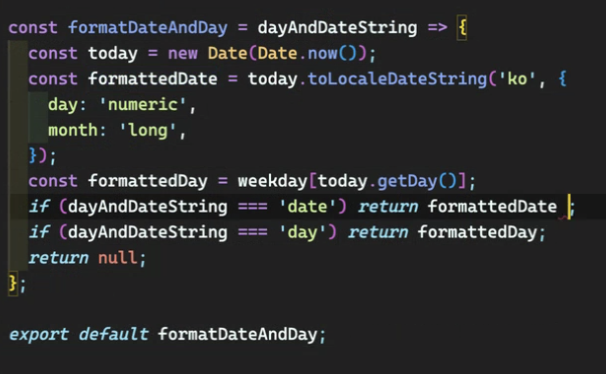 const formatDateAndDay = dayAndDateString => {
  const today = new Date(Date.now());
  const formattedDate = today.toLocaleDateString('ko', {
    day: 'numeric',
    month: 'long',
  });
  const formattedDay = weekday[today.getDay()];
  if (dayAndDateString === 'date') return formattedDate ;
  if (dayAndDateString === 'day') return formattedDay;
  return null;
};
export default formatDateAndDay;